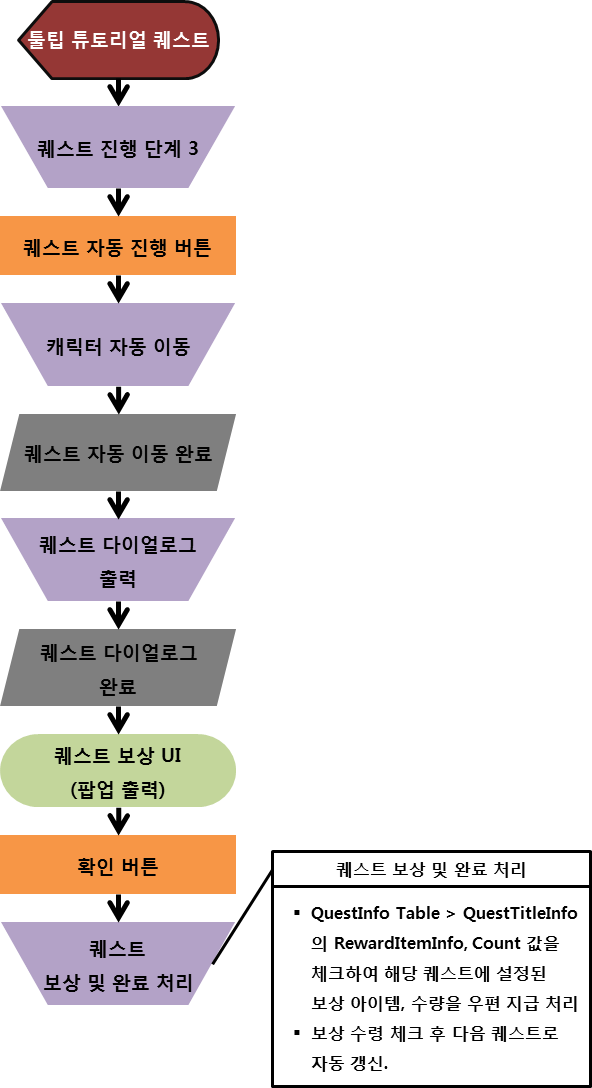 툴팁 튜토리얼 퀘스트
퀘스트 진행 단계 3
퀘스트 자동 진행 버튼
캐릭터 자동 이동
퀘스트 자동 이동 완료
퀘스트 다이얼로그
출력
퀘스트 다이얼로그
완료
퀘스트 보상 UI
(팝업 출력)
확인 버튼
퀘스트
보상 및 완료 처리
퀘스트 보상 및 완료 처리
▪ QuestInfo Table > QuestTitleInfo
의 RewardItemInfo, Count 값을
체크하여 해당 퀘스트에 설정된
보상 아이템, 수량을 우편 지급 처리
▪ 보상 수령 체크 후 다음 퀘스트로
자동 갱신.